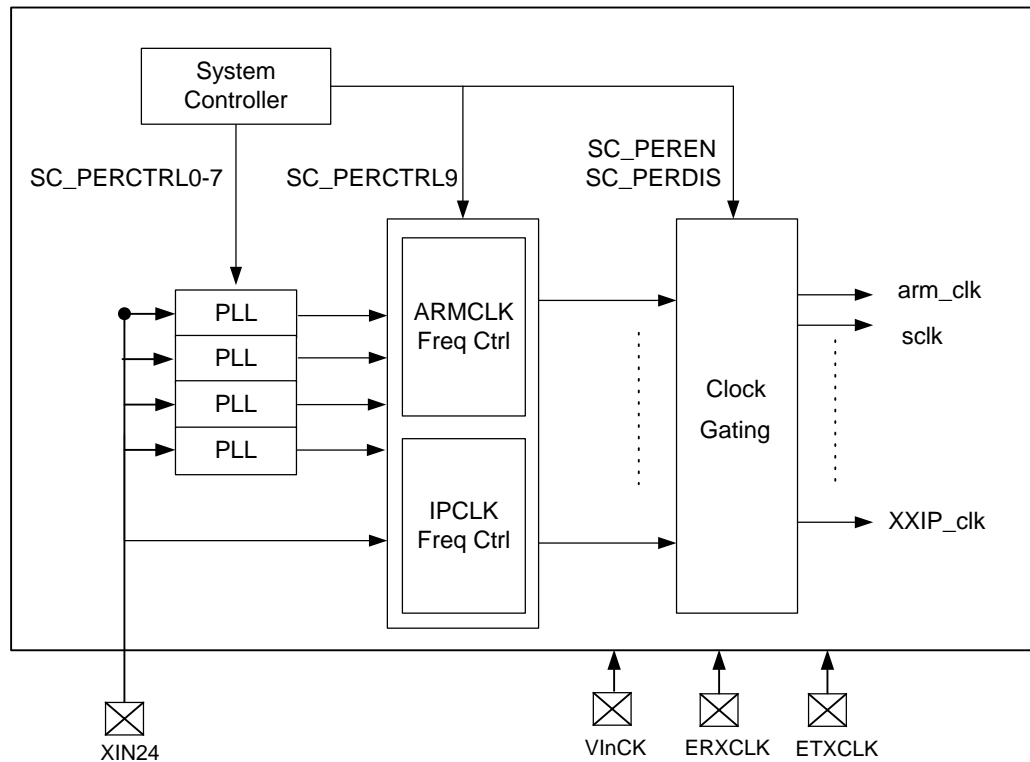 System
Controller
SC_PERCTRL0-7
SC_PERCTRL9
SC_PEREN
SC_PERDIS
PLL
PLL
PLL
PLL
ARMCLK
Freq Ctrl
IPCLK
Freq Ctrl
Clock
Gating
arm_clk
sclk
XXIP_clk
XIN24
VInCK
ERXCLK
ETXCLK